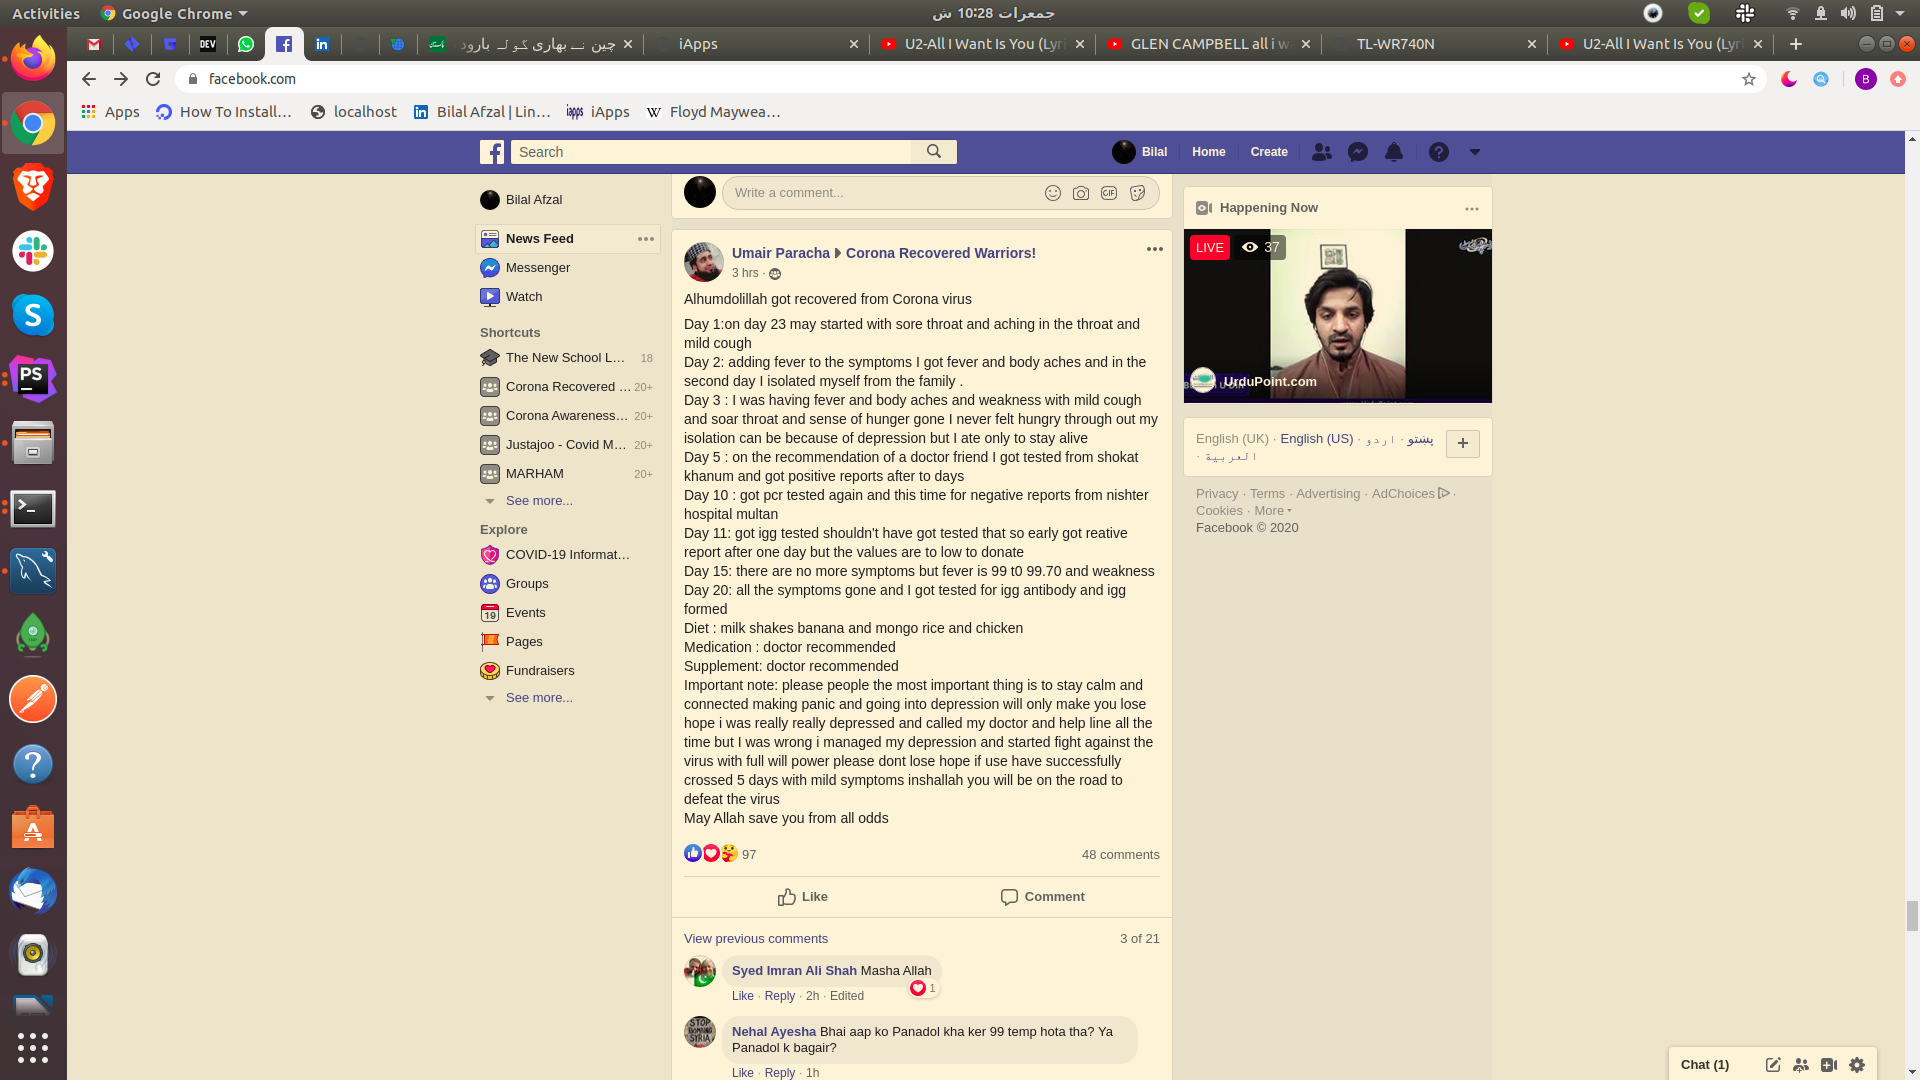 Activities
Google Chrome
جمعرات 10:28 ش
DEV
چین نے بھاری گولہ بارود
iApps
U2-All I Want Is You (Lyri
GLEN CAMPBELL all i wa
TL-WR740N
U2-All I Want Is You (Lyri
facebook.com
B
Apps
How To Install…
localhost
Bilal Afzal | Lin…
iApps
Floyd Maywea…
Search
Bilal
Home
Create
Bilal Afzal
News Feed
Messenger
Watch
Shortcuts
The New School L… 18
Corona Recovered … 20+
Corona Awareness… 20+
Justajoo - Covid M… 20+
MARHAM 20+
See more...
Explore
COVID-19 Informat…
Groups
19
Events
Pages
Fundraisers
See more...
Write a comment...
GIF
Umair Paracha Corona Recovered Warriors!
3 hrs ·
Alhumdolillah got recovered from Corona virus
Day 1:on day 23 may started with sore throat and aching in the throat and
mild cough
Day 2: adding fever to the symptoms I got fever and body aches and in the
second day I isolated myself from the family .
Day 3 : I was having fever and body aches and weakness with mild cough
and soar throat and sense of hunger gone I never felt hungry through out my
isolation can be because of depression but I ate only to stay alive
Day 5 : on the recommendation of a doctor friend I got tested from shokat
khanum and got positive reports after to days
Day 10 : got pcr tested again and this time for negative reports from nishter
hospital multan
Day 11: got igg tested shouldn't have got tested that so early got reative
report after one day but the values are to low to donate
Day 15: there are no more symptoms but fever is 99 t0 99.70 and weakness
Day 20: all the symptoms gone and I got tested for igg antibody and igg
formed
Diet : milk shakes banana and mongo rice and chicken
Medication : doctor recommended
Supplement: doctor recommended
Important note: please people the most important thing is to stay calm and
connected making panic and going into depression will only make you lose
hope i was really really depressed and called my doctor and help line all the
time but I was wrong i managed my depression and started fight against the
virus with full will power please dont lose hope if use have successfully
crossed 5 days with mild symptoms inshallah you will be on the road to
defeat the virus
May Allah save you from all odds
97
48 comments
Like
Comment
View previous comments
3 of 21
Syed Imran Ali Shah Masha Allah
1
Like · Reply · 2h · Edited
STOP BOMBING SYRIA
Nehal Ayesha Bhai aap ko Panadol kha ker 99 temp hota tha? Ya
Panadol k bagair?
Like · Reply · 1h
Happening Now
LIVE
37
UrduPoint.com
English (UK) · English (US) · اردو · پښتو
العربية ·
Privacy · Terms · Advertising · AdChoices ·
Cookies · More
Facebook © 2020
Chat (1)
PS